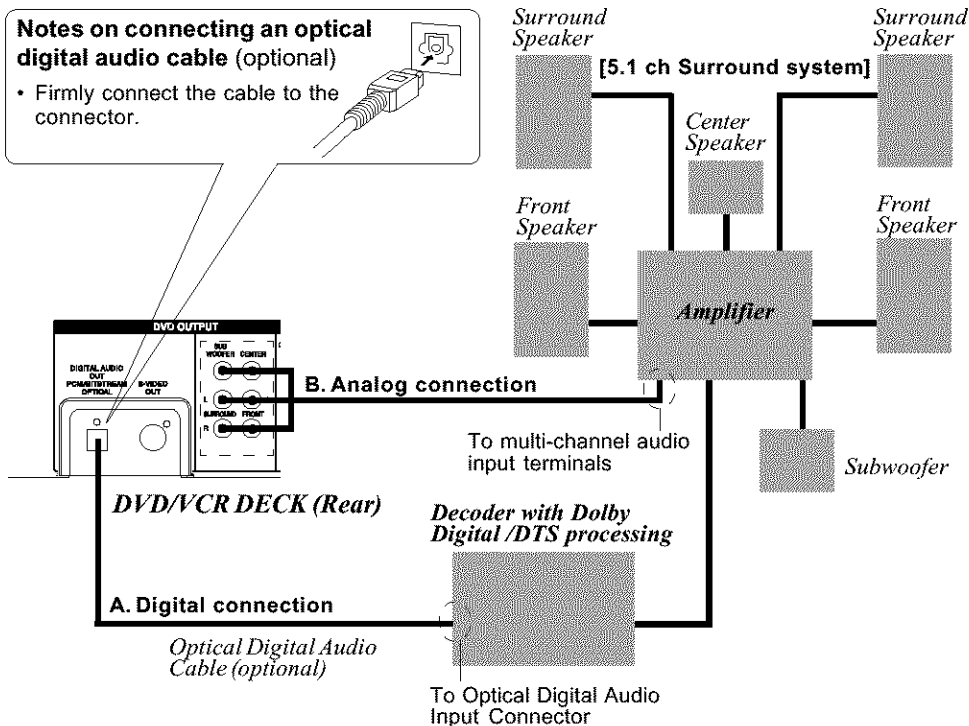 Notes on connecting an optical
digital audio cable (optional)
• Firmly connect the cable to the
connector.
Surround
Speaker
[5.1 ch Surround system]
Surround
Speaker
Center
Speaker
Front
Speaker
Front
Speaker
Amplifier
DVD OUTPUT
SUB
WOOFER CENTER
DIGITAL AUDIO
OUT
PCM/BITSTREAM
OPTICAL
S-VIDEO
OUT
L
SURROUND FRONT
R
B. Analog connection
To multi-channel audio
input terminals
Subwoofer
DVD/VCR DECK (Rear)
Decoder with Dolby
Digital /DTS processing
A. Digital connection
Optical Digital Audio
Cable (optional)
To Optical Digital Audio
Input Connector